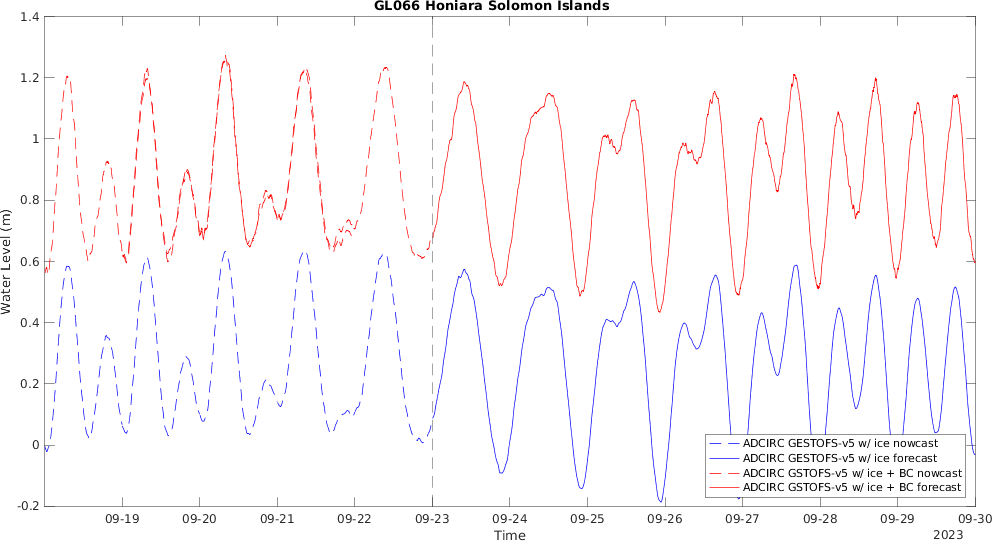 GL066 Honiara Solomon Islands
1.4
1.2
1
0.8
0.6
0.4
0.2
0
-0.2
Water Level (m)
ADCIRC GESTOFS-v5 w/ ice nowcast
ADCIRC GESTOFS-v5 w/ ice forecast
ADCIRC GSTOFS-v5 w/ ice + BC nowcast
ADCIRC GSTOFS-v5 w/ ice + BC forecast
09-19 09-20 09-21 09-22 09-23 09-24 09-25 09-26 09-27 09-28 09-29 09-30
Time
2023